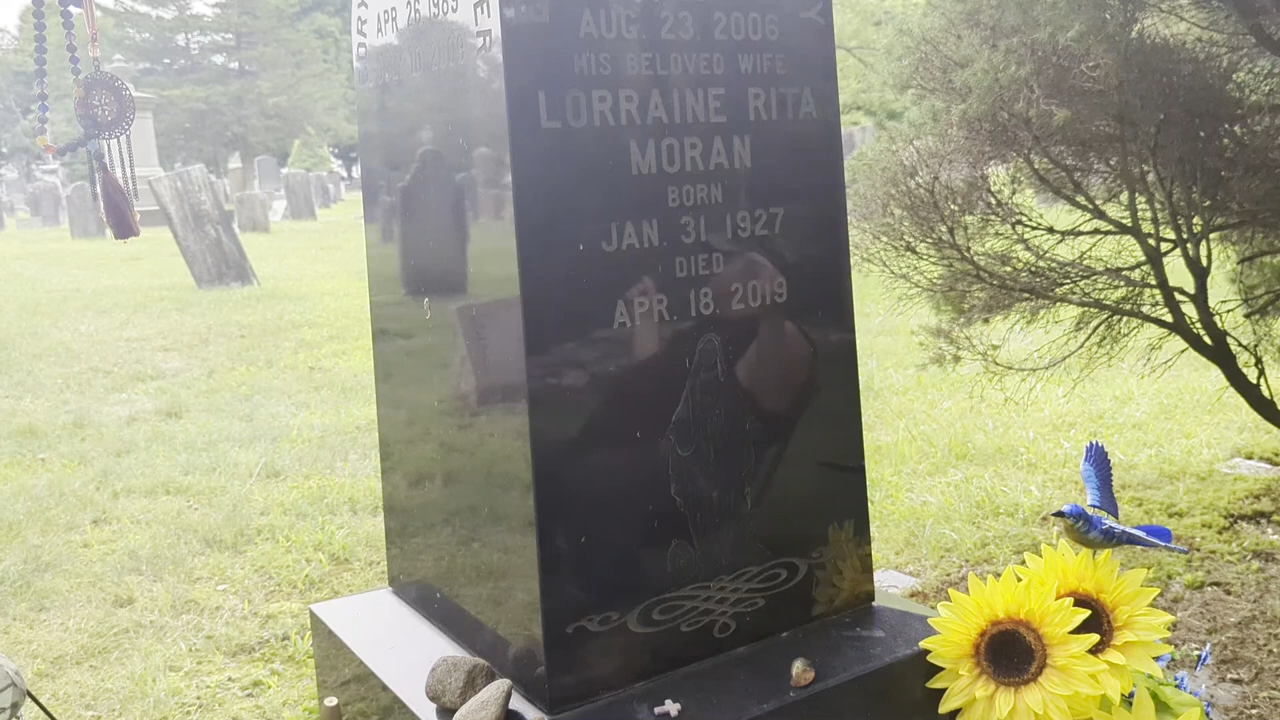 APR 26 1989
AUG. 23, 2006
HIS BELOVED WIFE
LORRAINE RITA
MORAN
BORN
JAN. 31 1927
DIED
APR. 18, 2019